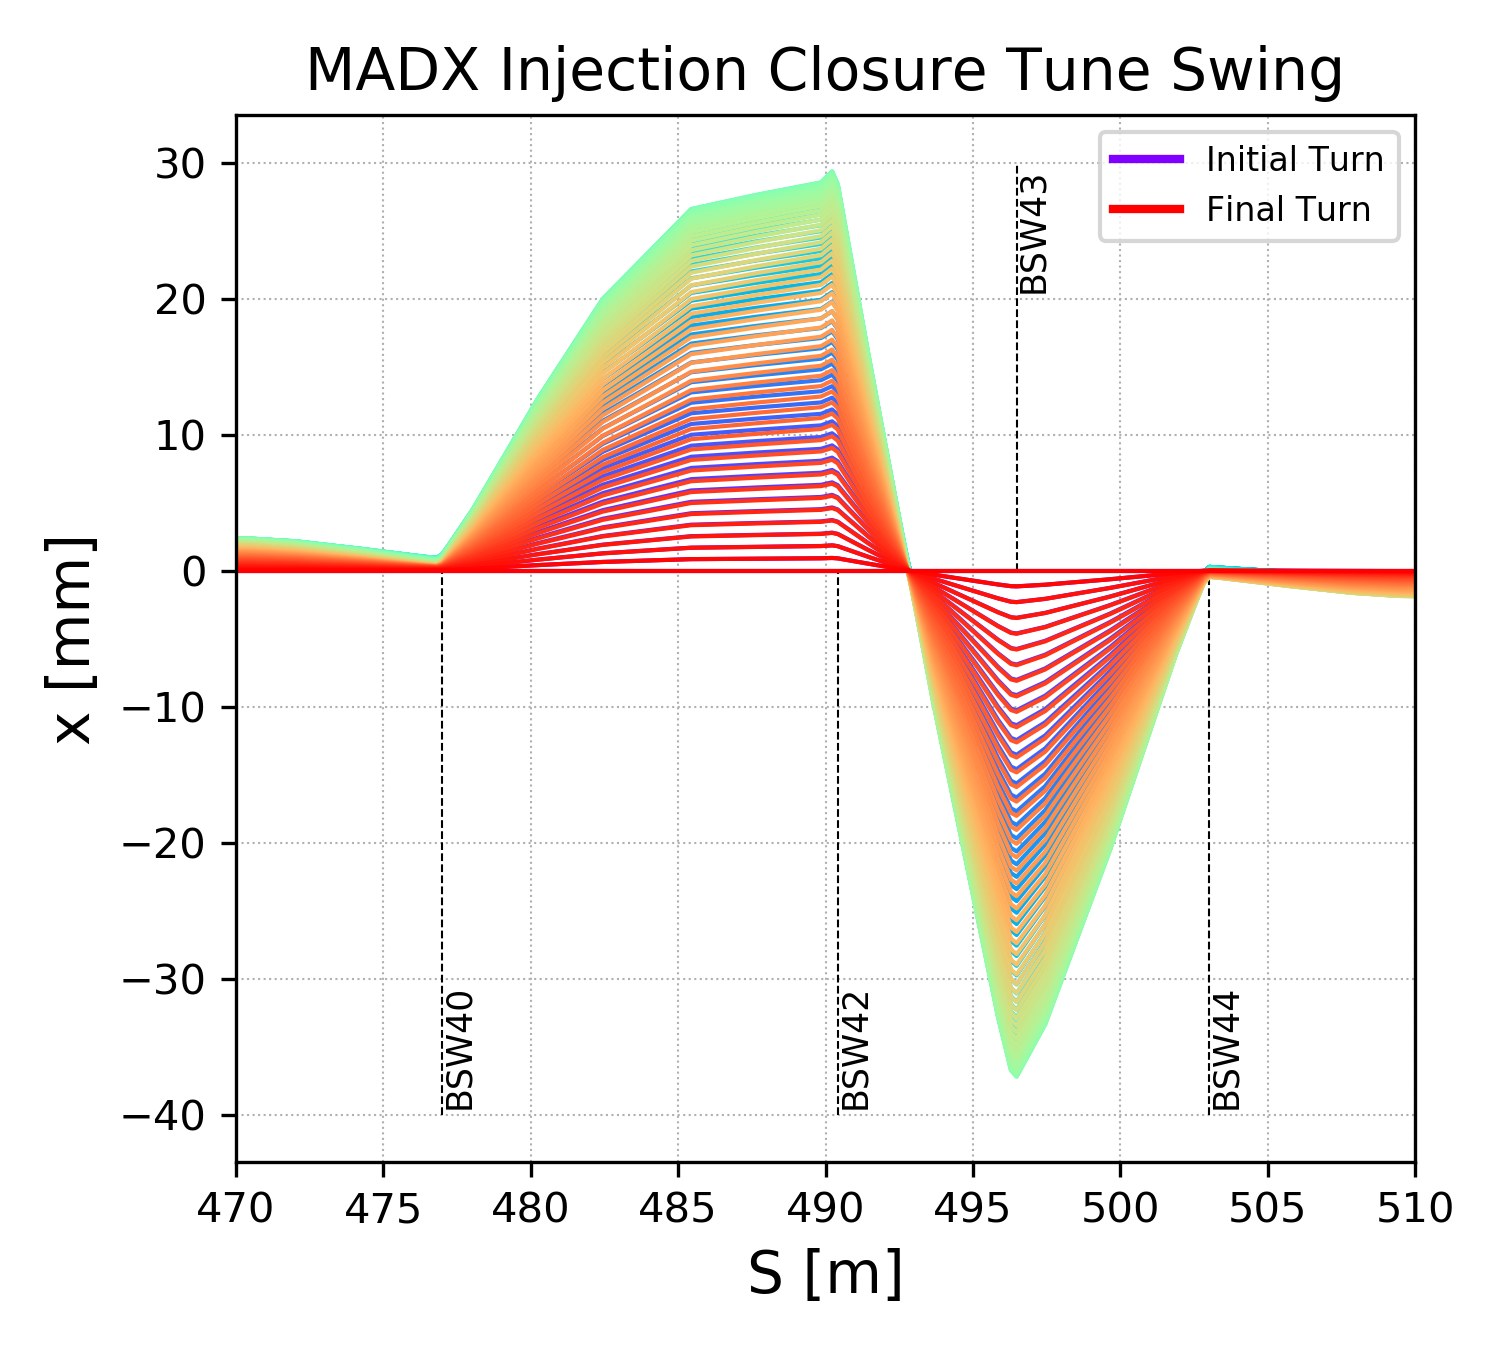 MADX Injection Closure Tune Swing
Initial Turn
Final Turn
BSW43
BSW40
BSW42
BSW44
30
20
10
0
−10
−20
−30
−40
x [mm]
470 475 480 485 490 495 500 505 510
S [m]